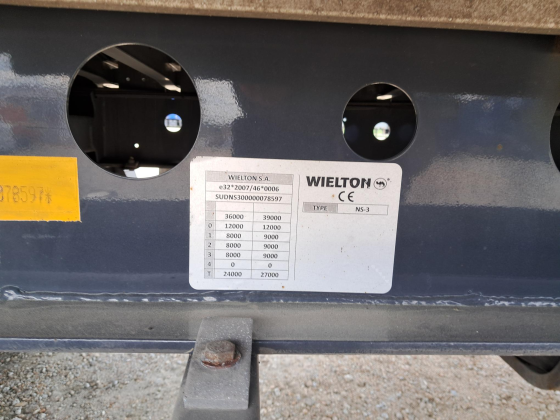 078597*
WIELTON S.A.
e32*2007/46*0006
SUDNS300000078597
36000 39000
0 12000 12000
1 8000 9000
2 8000 9000
3 8000 9000
4 0 0
T 24000 27000
WIELTON
CE
TYPE NS-3